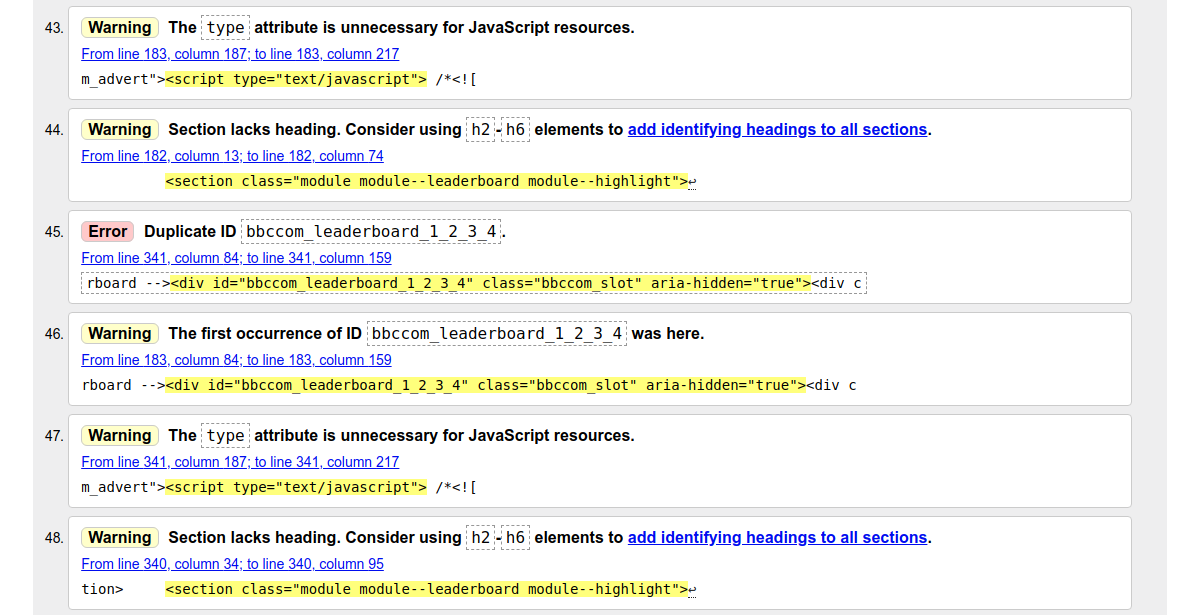 43. Warning The type attribute is unnecessary for JavaScript resources.
From line 183, column 187; to line 183, column 217
m_advert"><script type="text/javascript"> /*<![
44. Warning Section lacks heading. Consider using h2-h6 elements to add identifying headings to all sections.
From line 182, column 13; to line 182, column 74
<section class="module module--leaderboard module--highlight">↩
45. Error Duplicate ID bbccom_leaderboard_1_2_3_4.
From line 341, column 84; to line 341, column 159
rboard --><div id="bbccom_leaderboard_1_2_3_4" class="bbccom_slot" aria-hidden="true"><div c
46. Warning The first occurrence of ID bbccom_leaderboard_1_2_3_4 was here.
From line 183, column 84; to line 183, column 159
rboard --><div id="bbccom_leaderboard_1_2_3_4" class="bbccom_slot" aria-hidden="true"><div c
47. Warning The type attribute is unnecessary for JavaScript resources.
From line 341, column 187; to line 341, column 217
m_advert"><script type="text/javascript"> /*<![
48. Warning Section lacks heading. Consider using h2-h6 elements to add identifying headings to all sections.
From line 340, column 34; to line 340, column 95
tion> <section class="module module--leaderboard module--highlight">↩